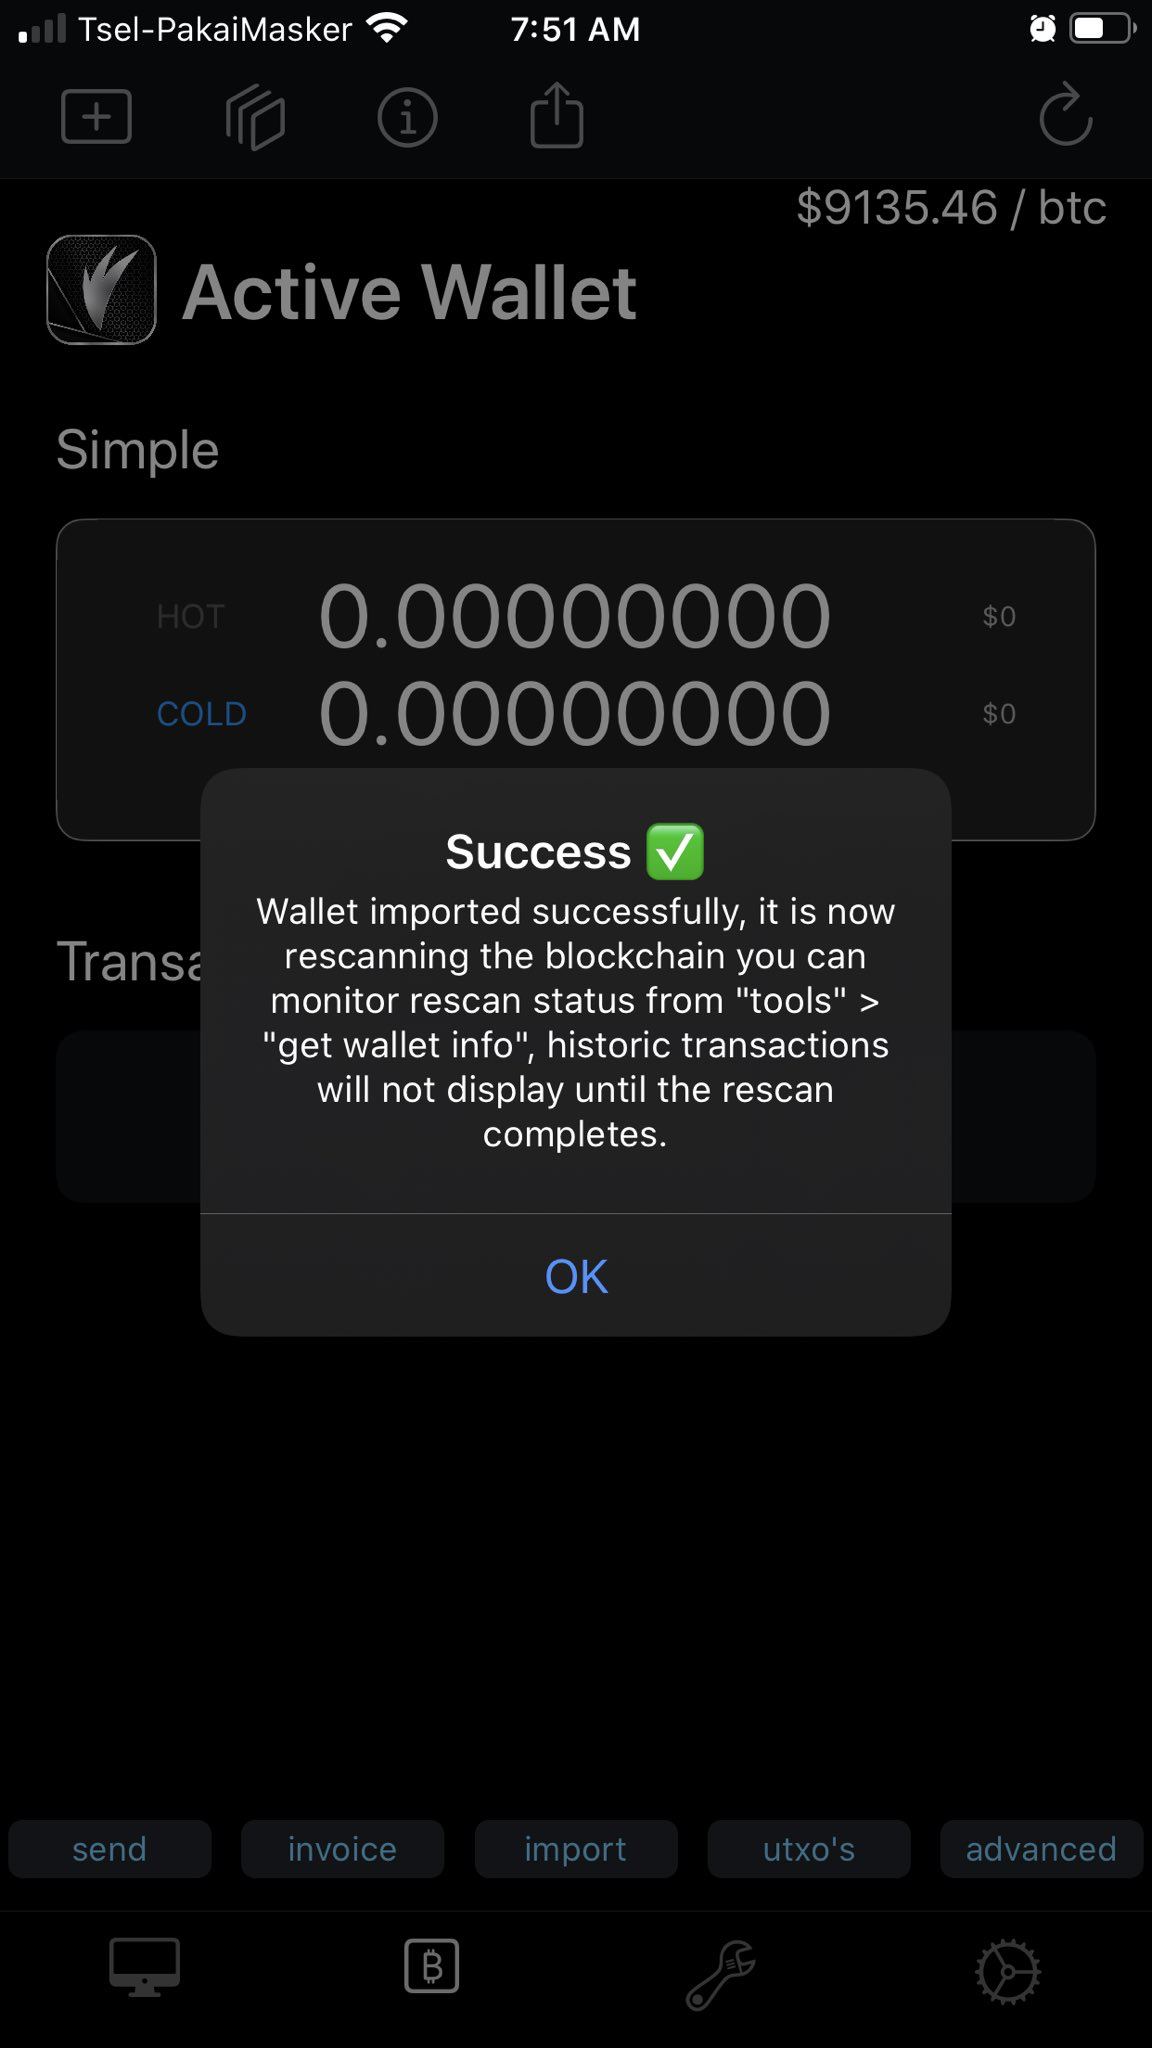 Tsel-PakaiMasker 7:51 AM
$9135.46 / btc
Active Wallet
Simple
HOT 0.00000000 $0
COLD 0.00000000 $0
Success ✅
Wallet imported successfully, it is now
rescanning the blockchain you can
monitor rescan status from "tools" >
"get wallet info", historic transactions
will not display until the rescan
completes.
Transa
OK
send invoice import utxo's advanced